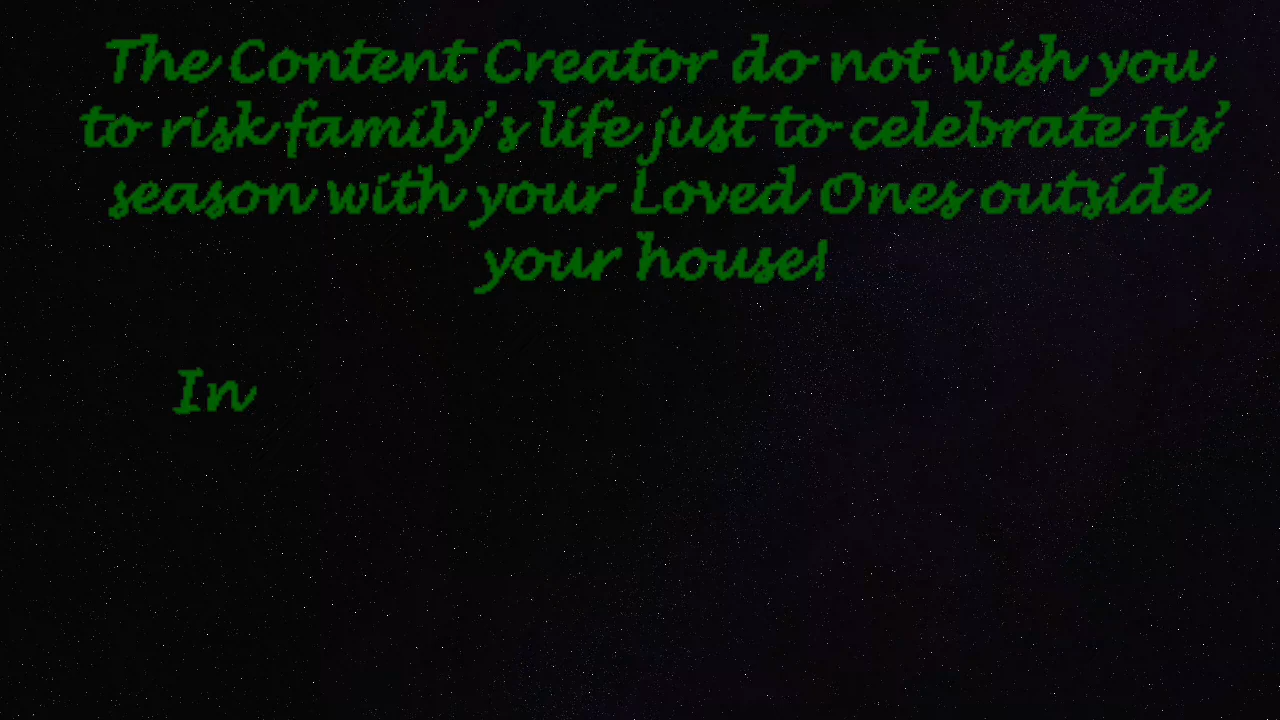 The Content Creator do not wish you
to risk family's life just to celebrate tis'
season with your Loved Ones outside
your house!
In